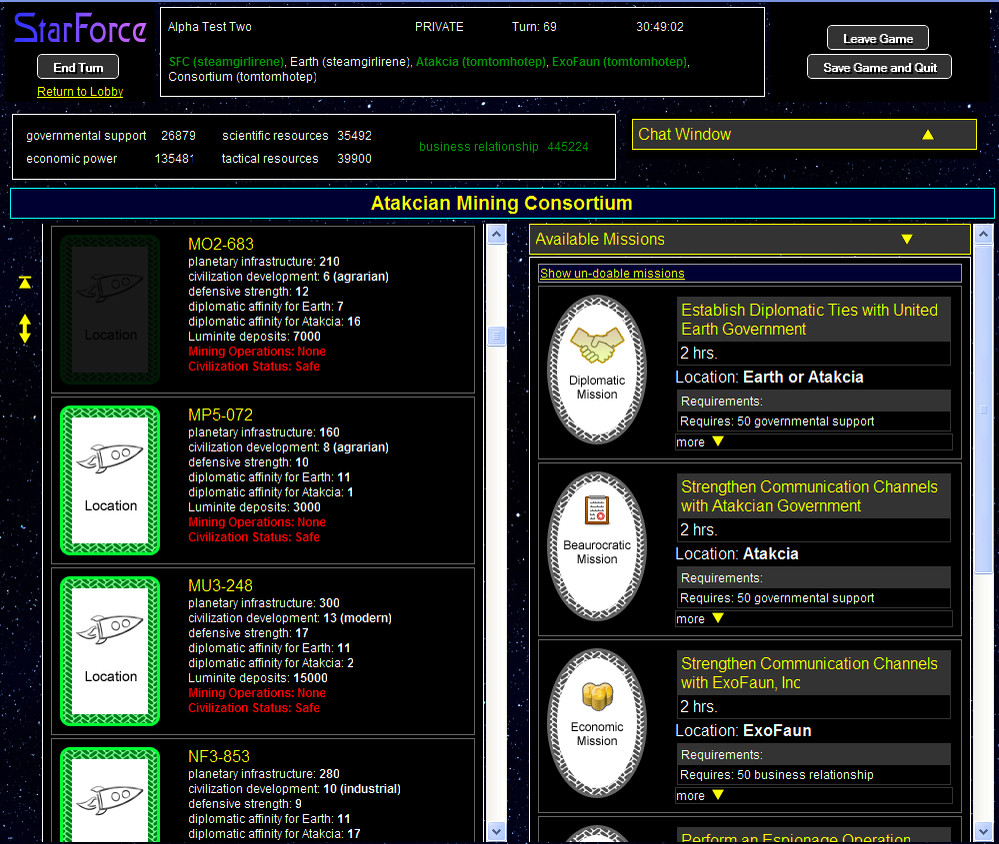 StarForce
End Turn
Return to Lobby
Alpha Test Two PRIVATE Turn: 69 30:49:02
SFC (steamgirlirene), Earth (steamgirlirene), Atakcia (tomtomhotep), ExoFaun (tomtomhotep),
Consortium (tomtomhotep)
Leave Game
Save Game and Quit
governmental support 26879 scientific resources 35492
economic power 135481 tactical resources 39900
business relationship 445224
Chat Window
Atakcian Mining Consortium
Location
MO2-683
planetary infrastructure: 210
civilization development: 6 (agrarian)
defensive strength: 12
diplomatic affinity for Earth: 7
diplomatic affinity for Atakcia: 16
Luminite deposits: 7000
Mining Operations: None
Civilization Status: Safe
Location
MP5-072
planetary infrastructure: 160
civilization development: 8 (agrarian)
defensive strength: 10
diplomatic affinity for Earth: 11
diplomatic affinity for Atakcia: 1
Luminite deposits: 3000
Mining Operations: None
Civilization Status: Safe
Location
MU3-248
planetary infrastructure: 300
civilization development: 13 (modern)
defensive strength: 17
diplomatic affinity for Earth: 11
diplomatic affinity for Atakcia: 2
Luminite deposits: 15000
Mining Operations: None
Civilization Status: Safe
NF3-853
planetary infrastructure: 280
civilization development: 10 (industrial)
defensive strength: 9
diplomatic affinity for Earth: 11
diplomatic affinity for Atakcia: 17
Available Missions
Show un-doable missions
Diplomatic
Mission
Establish Diplomatic Ties with United
Earth Government
2 hrs.
Location: Earth or Atakcia
Requirements:
Requires: 50 governmental support
more
Beaurocratic
Mission
Strengthen Communication Channels
with Atakcian Government
2 hrs.
Location: Atakcia
Requirements:
Requires: 50 governmental support
more
Economic
Mission
Strengthen Communication Channels
with ExoFaun, Inc
2 hrs.
Location: ExoFaun
Requirements:
Requires: 50 business relationship
more
Perform an Espionage Operation